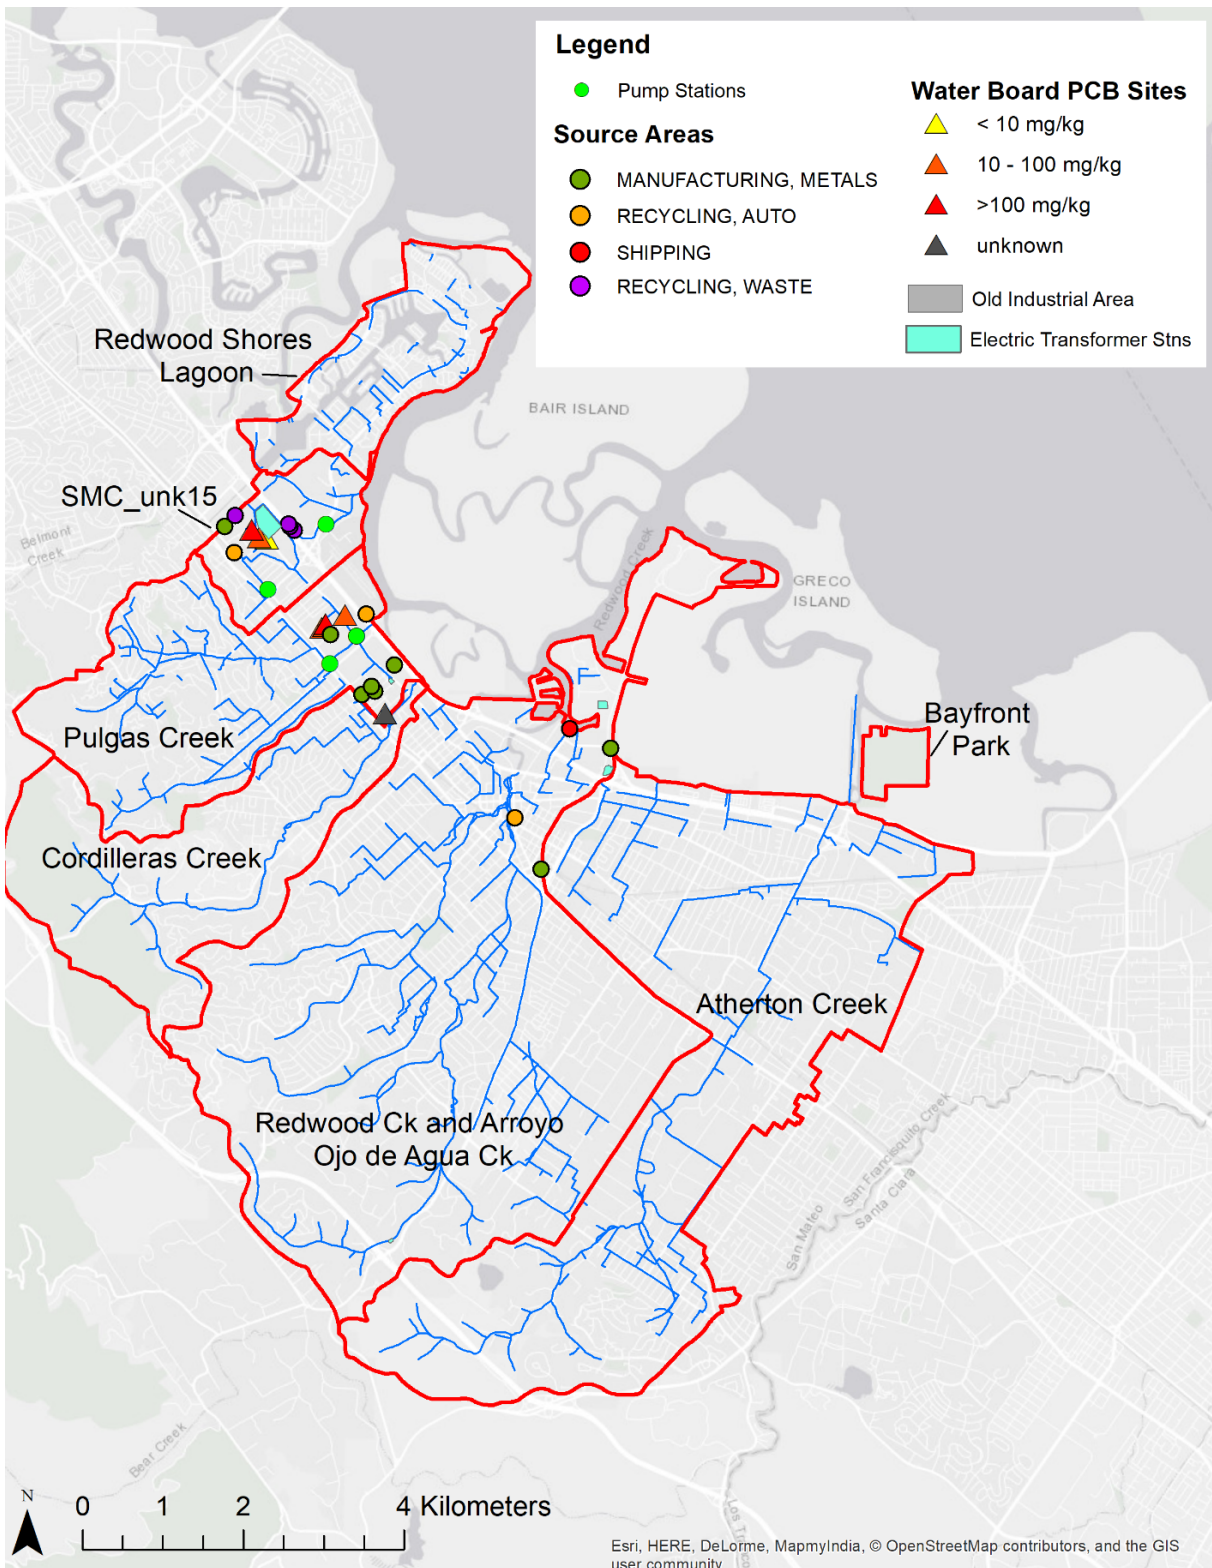 Legend
Pump Stations
Source Areas
MANUFACTURING, METALS
RECYCLING, AUTO
SHIPPING
RECYCLING, WASTE
Water Board PCB Sites
< 10 mg/kg
10 - 100 mg/kg
>100 mg/kg
unknown
Old Industrial Area
Electric Transformer Stns
Redwood Shores
Lagoon
BAIR ISLAND
SMC_unk15
Belmont
Creek
Redwood Creek
GRECO
ISLAND
Pulgas Creek
Bayfront
Park
Cordilleras Creek
Atherton Creek
Redwood Ck and Arroyo
Ojo de Agua Ck
San Francisquito Creek
San Mateo
Santa Clara
Bear Creek
Los Trancos
N
0 1 2 4 Kilometers
Esri, HERE, DeLorme, MapmyIndia, © OpenStreetMap contributors, and the GIS
user community